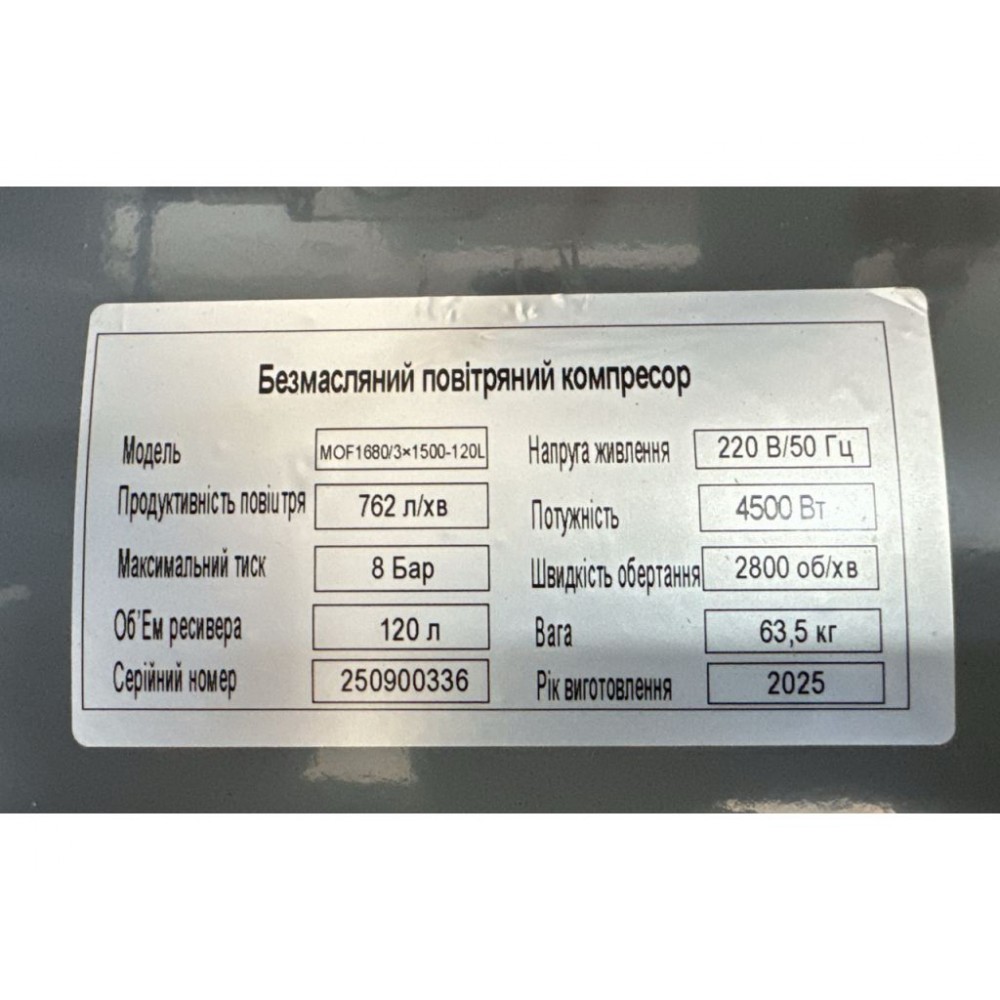 Безмасляний повітряний компресор
Модель MOF1680/3×1500-120L Напруга живлення 220 В/50 Гц
Продуктивність повіитря 762 л/хв Потужність 4500 Вт
Максимальний тиск 8 Бар Швидкість обертання 2800 об/хв
Об'Ем ресивера 120 л Вага 63,5 кг
Серійний номер 250900336 Рік виготовлення 2025